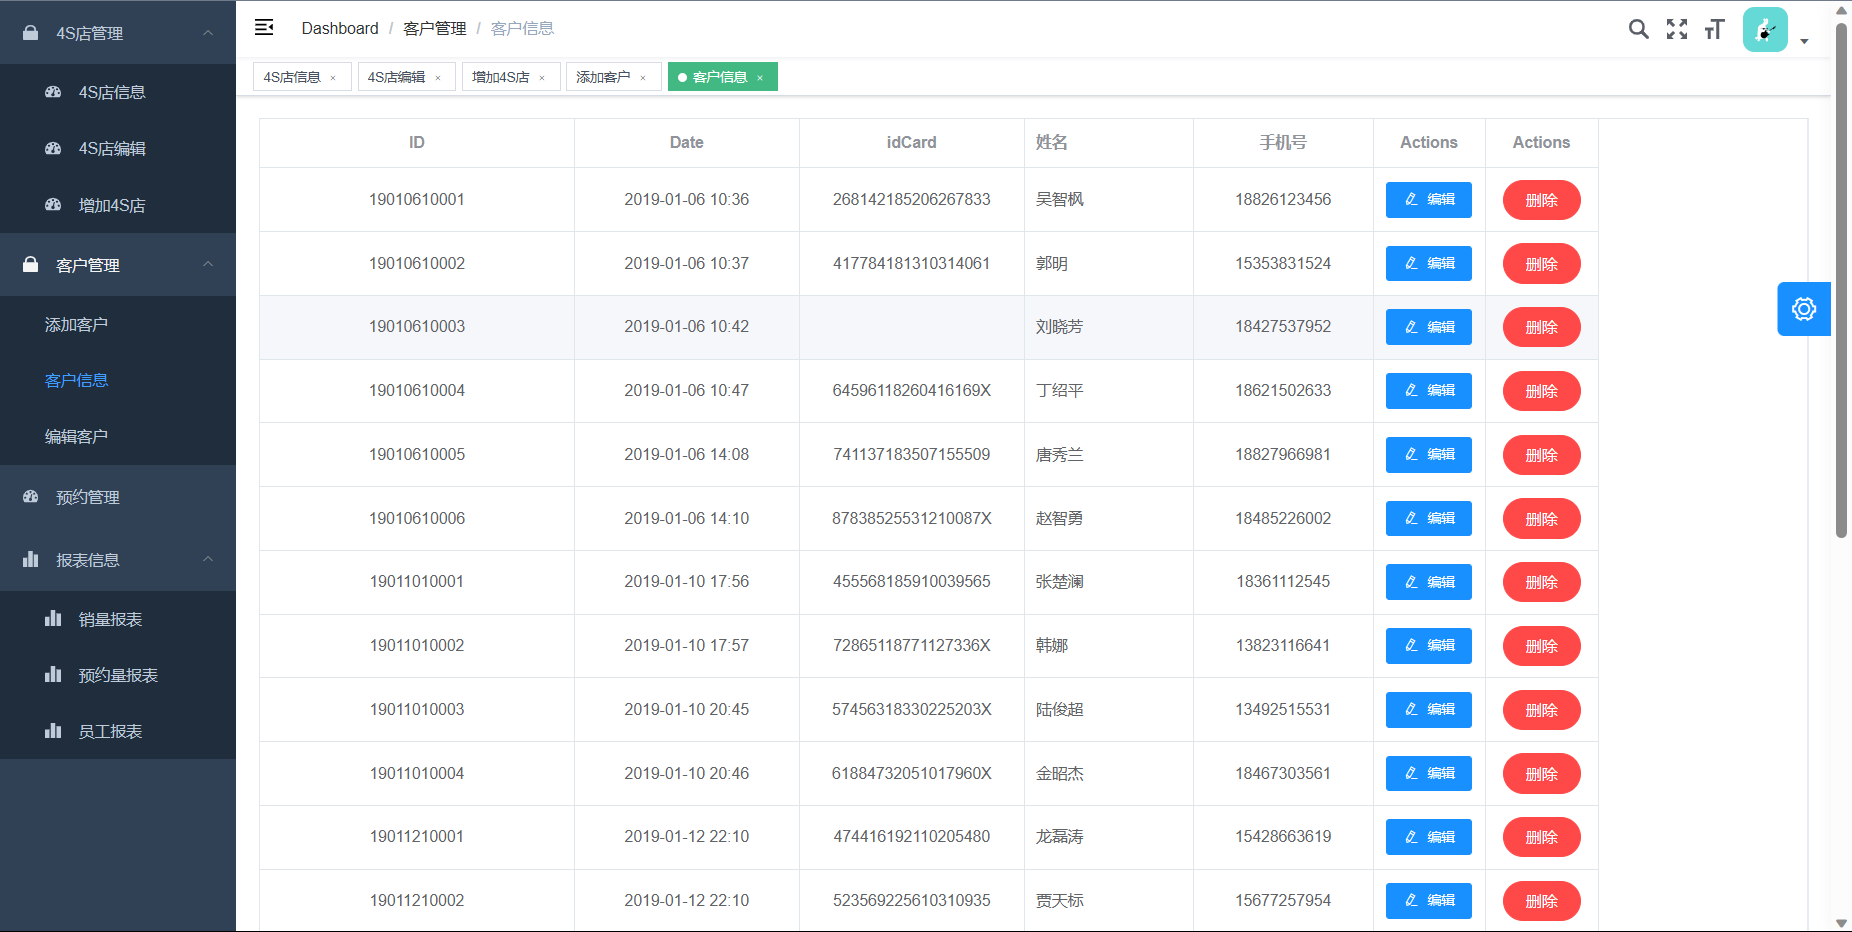 4S店管理
4S店信息
4S店编辑
增加4S店
客户管理
添加客户
客户信息
编辑客户
预约管理
报表信息
销量报表
预约量报表
员工报表
Dashboard / 客户管理 / 客户信息
4S店信息 × 4S店编辑 × 增加4S店 × 添加客户 × 客户信息 ×
ID Date idCard 姓名 手机号 Actions Actions
19010610001 2019-01-06 10:36 268142185206267833 吴智枫 18826123456 编辑 删除
19010610002 2019-01-06 10:37 417784181310314061 郭明 15353831524 编辑 删除
19010610003 2019-01-06 10:42 刘晓芳 18427537952 编辑 删除
19010610004 2019-01-06 10:47 64596118260416169X 丁绍平 18621502633 编辑 删除
19010610005 2019-01-06 14:08 741137183507155509 唐秀兰 18827966981 编辑 删除
19010610006 2019-01-06 14:10 87838525531210087X 赵智勇 18485226002 编辑 删除
19011010001 2019-01-10 17:56 455568185910039565 张楚澜 18361112545 编辑 删除
19011010002 2019-01-10 17:57 72865118771127336X 韩娜 13823116641 编辑 删除
19011010003 2019-01-10 20:45 57456318330225203X 陆俊超 13492515531 编辑 删除
19011010004 2019-01-10 20:46 61884732051017960X 金昭杰 18467303561 编辑 删除
19011210001 2019-01-12 22:10 474416192110205480 龙磊涛 15428663619 编辑 删除
19011210002 2019-01-12 22:10 523569225610310935 贾天标 15677257954 编辑 删除